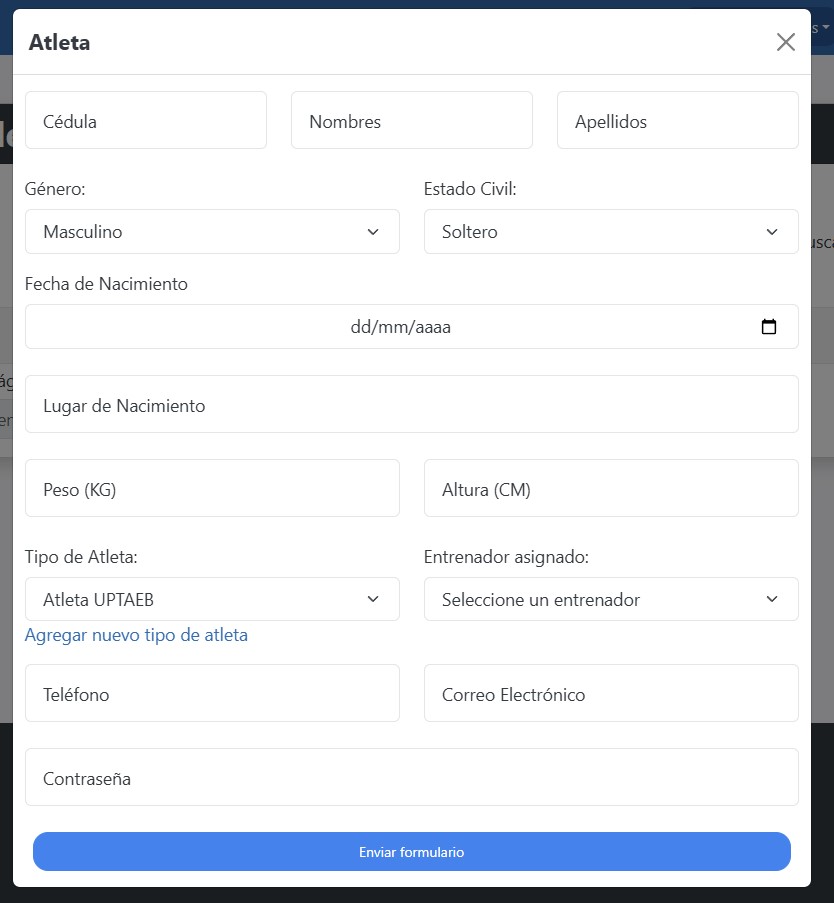 Atleta
Cédula Nombres Apellidos
Género: Estado Civil:
Masculino Soltero
Fecha de Nacimiento
dd/mm/aaaa
Lugar de Nacimiento
Peso (KG) Altura (CM)
Tipo de Atleta: Entrenador asignado:
Atleta UPTAEB Seleccione un entrenador
Agregar nuevo tipo de atleta
Teléfono Correo Electrónico
Contraseña
Enviar formulario